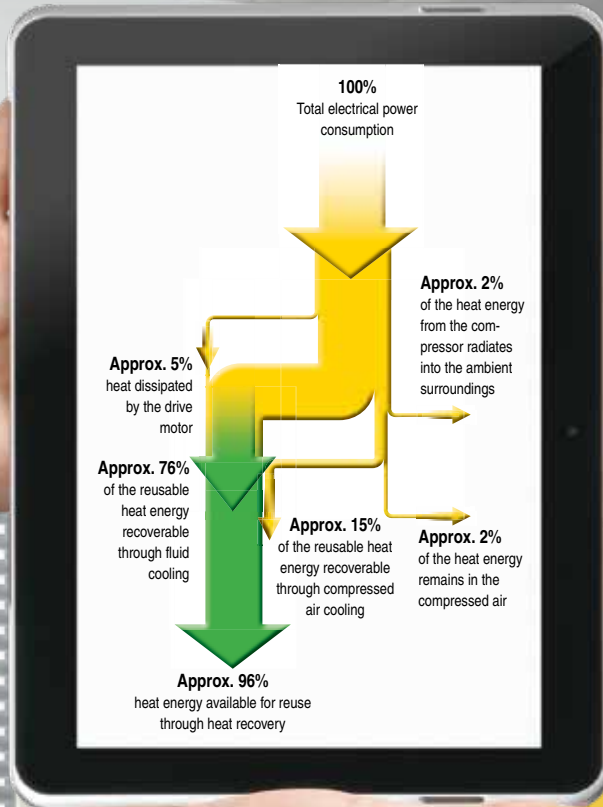 100%
Total electrical power
consumption
Approx. 2%
of the heat energy
from the com-
pressor radiates
into the ambient
surroundings
Approx. 5%
heat dissipated
by the drive
motor
Approx. 76%
of the reusable
heat energy
recoverable
through fluid
cooling
Approx. 15%
of the reusable heat
energy recoverable
through compressed
air cooling
Approx. 2%
of the heat energy
remains in the
compressed air
Approx. 96%
heat energy available for reuse
through heat recovery